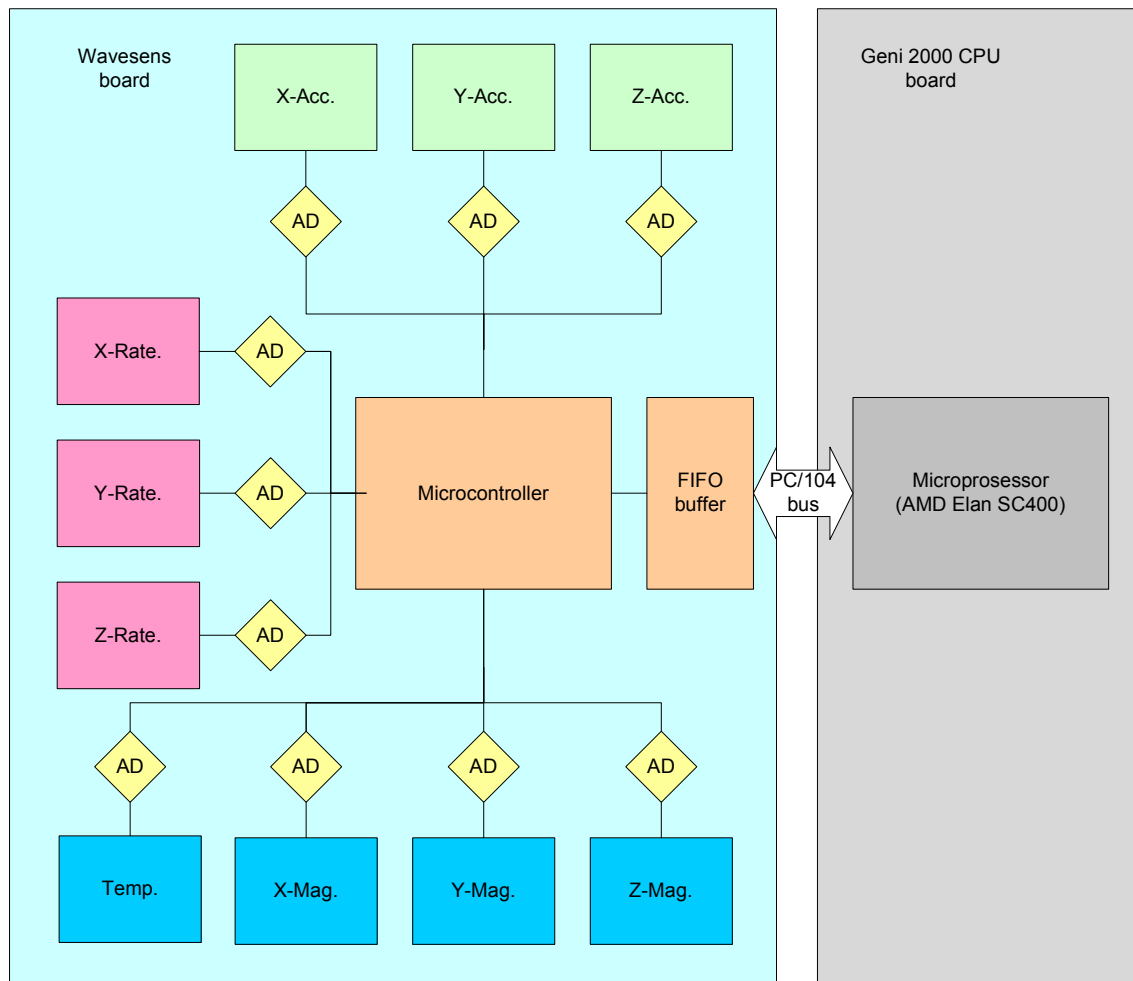 Wavesens
board
Geni 2000 CPU
board
X-Acc.
Y-Acc.
Z-Acc.
AD
AD
AD
X-Rate.
AD
Y-Rate.
AD
Z-Rate.
AD
Microcontroller
FIFO
buffer
PC/104
bus
Microprosessor
(AMD Elan SC400)
AD
AD
AD
AD
Temp.
X-Mag.
Y-Mag.
Z-Mag.